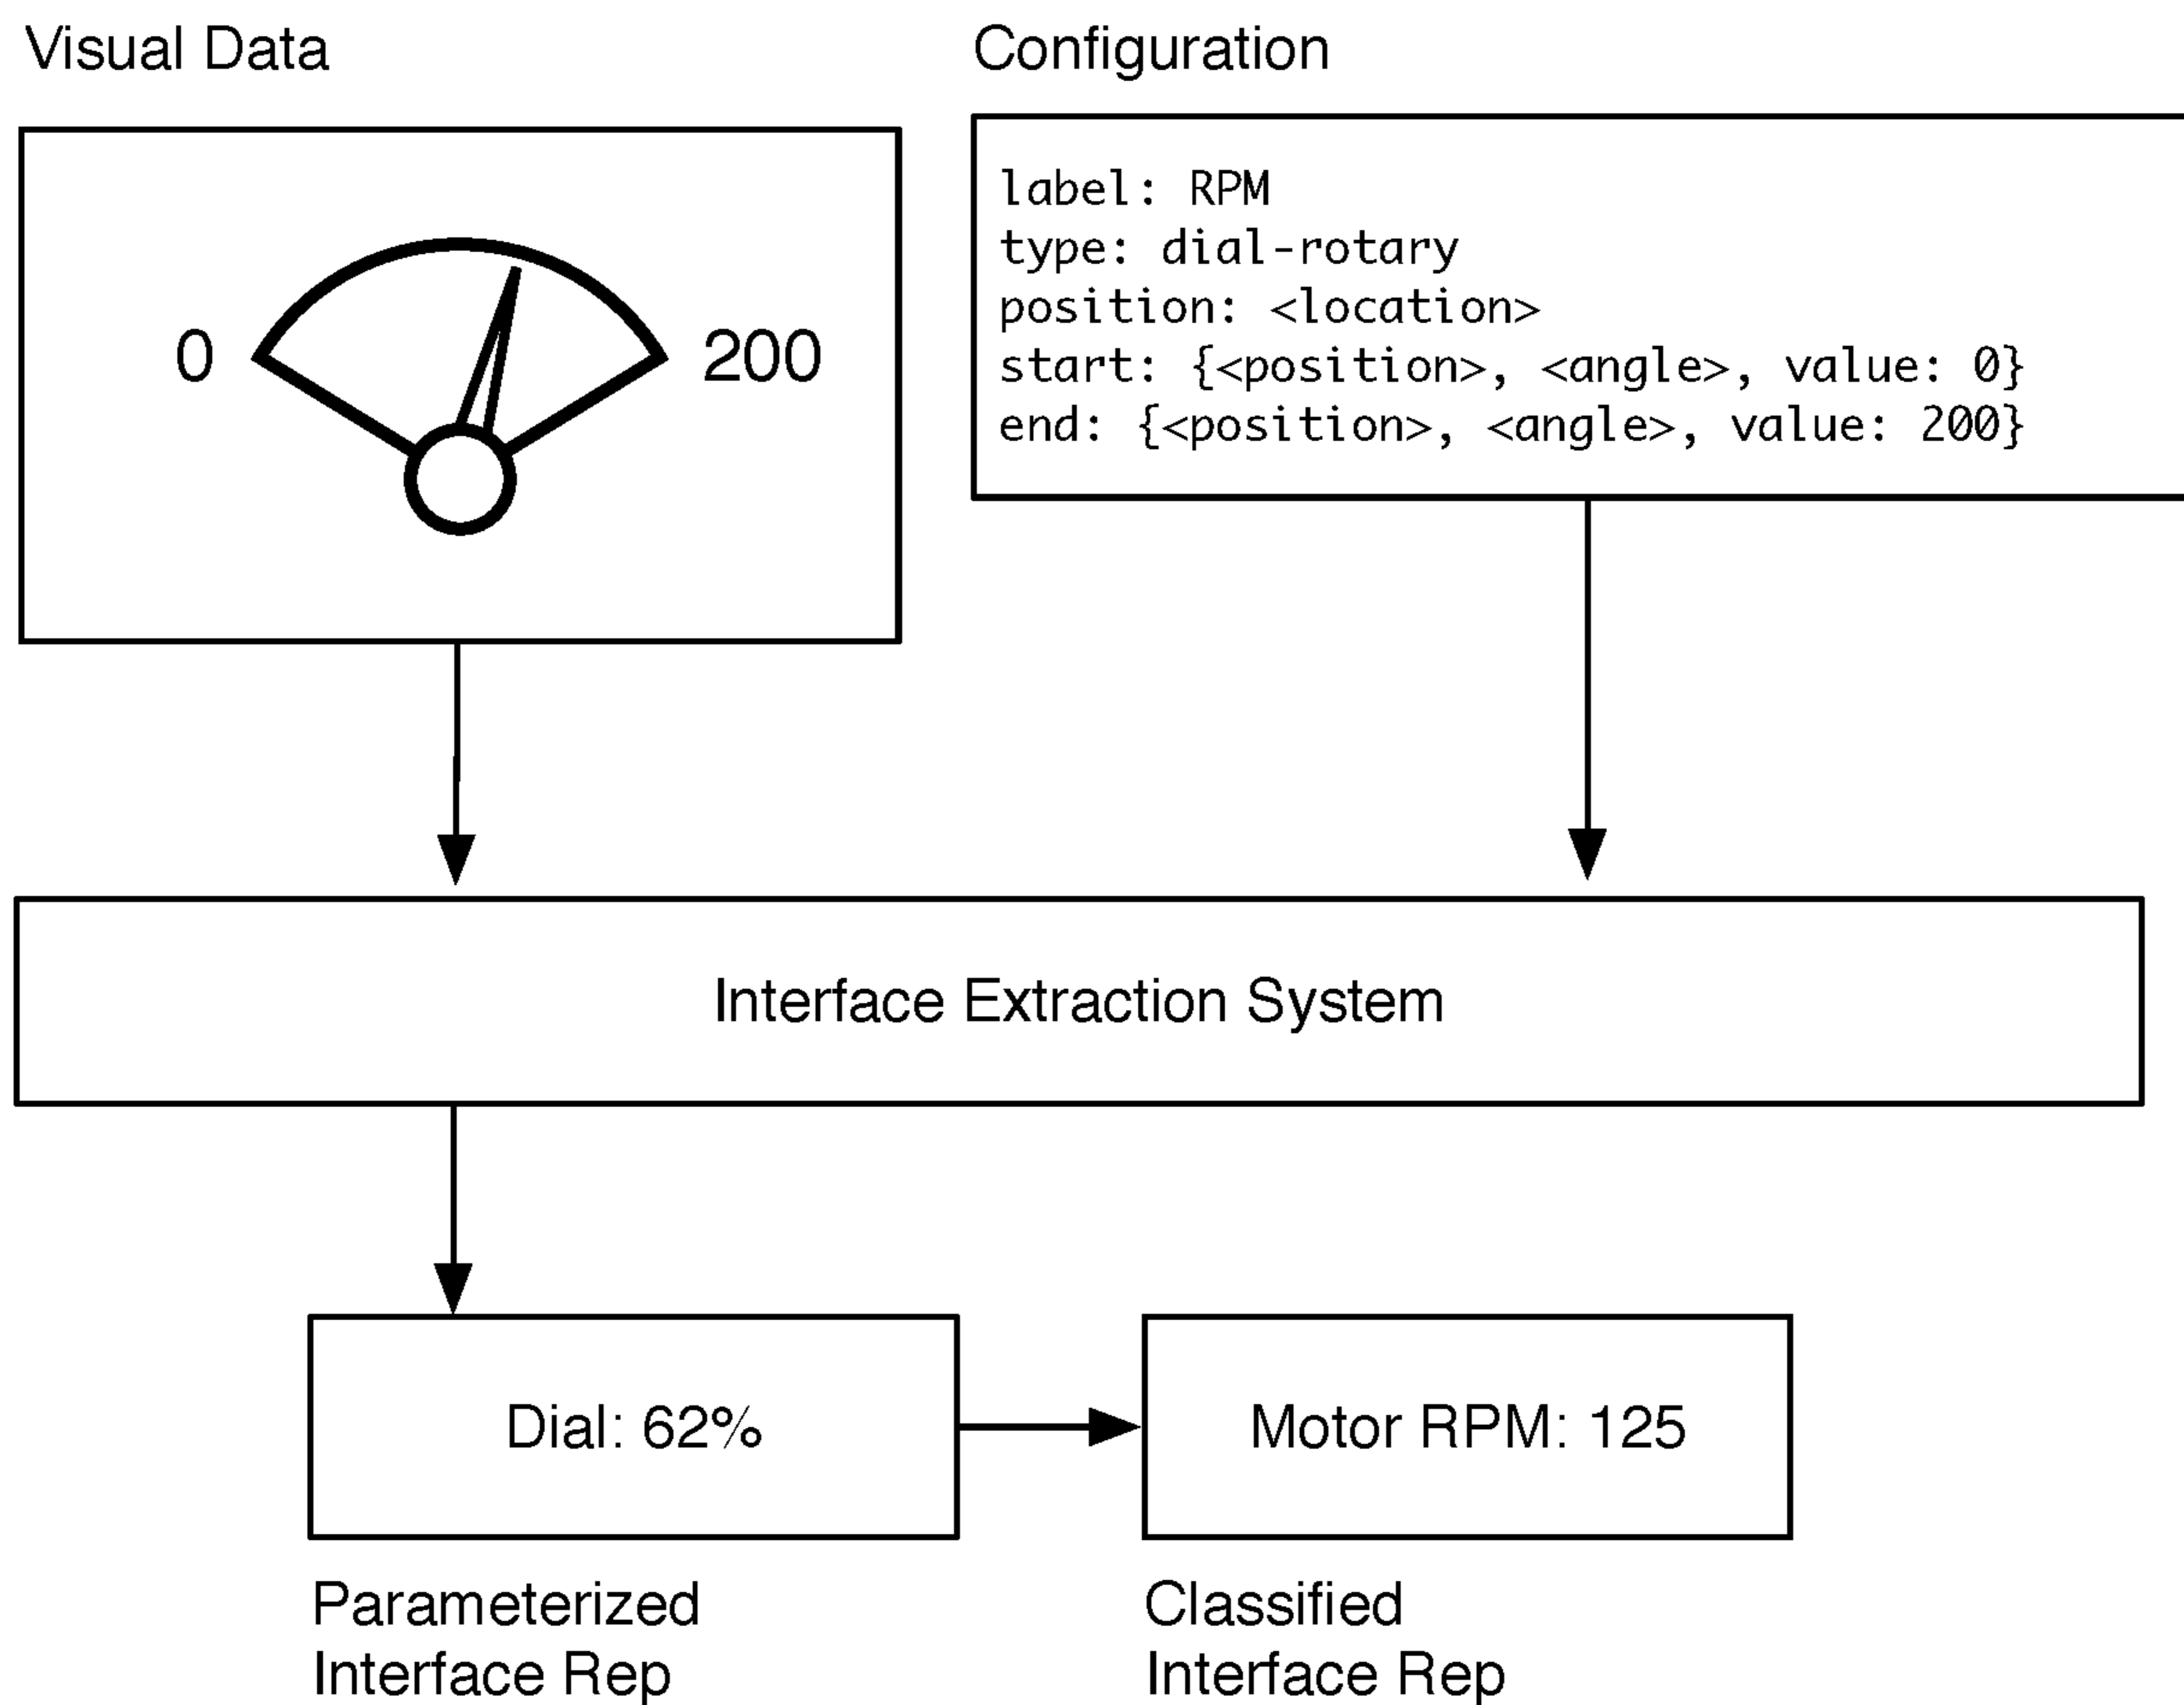 Visual Data
0
200
Configuration
label: RPM
type: dial-rotary
position: <location>
start: {<position>, <angle>, value: 0}
end: {<position>, <angle>, value: 200}
Interface Extraction System
Dial: 62%
Motor RPM: 125
Parameterized
Interface Rep
Classified
Interface Rep